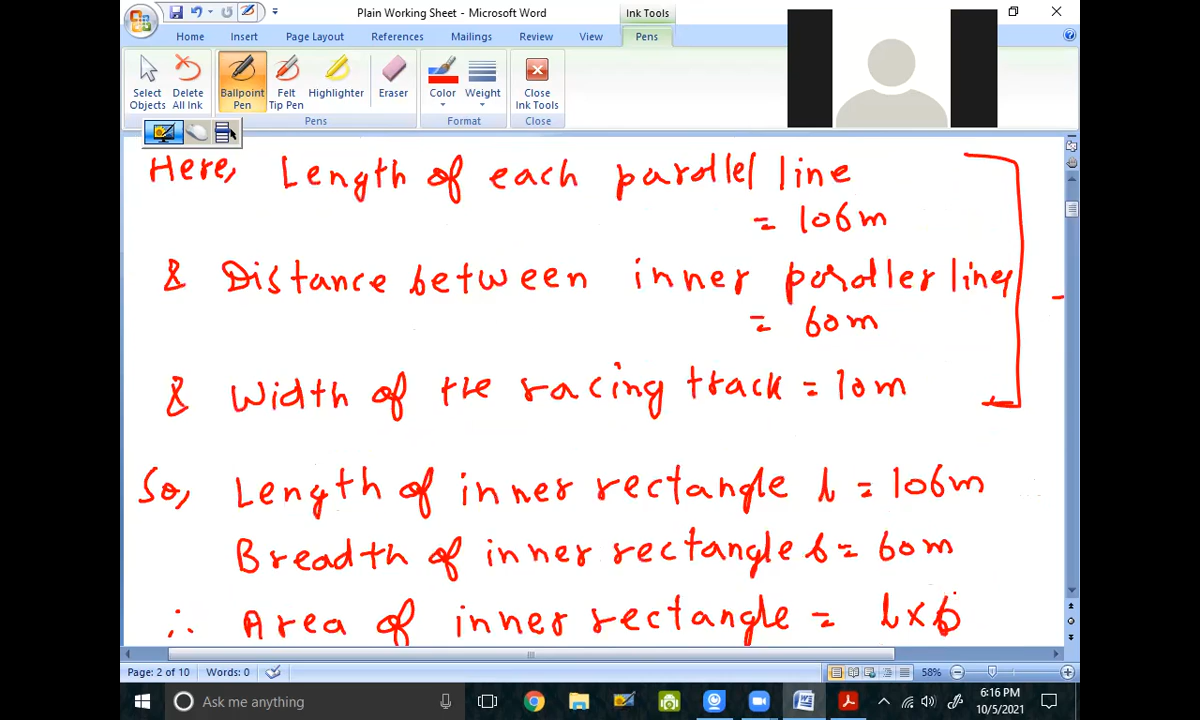 Plain Working Sheet - Microsoft Word
Ink Tools
Home Insert Page Layout References Mailings Review View Pens
Select Objects
Delete All Ink
Ballpoint Pen
Felt Tip Pen
Highlighter
Eraser
Color
Weight
Close Ink Tools
Pens Format Close
Here, Length of each parallel line
= 106m
& Distance between inner paroller lines
= 60m
& Width of the racing track = 10m
So, Length of inner rectangle l = 106m
Breadth of inner rectangle b = 60m
∴ Area of inner rectangle = l×b
Page: 2 of 10 Words: 0 58%
Ask me anything
6:16 PM
10/5/2021